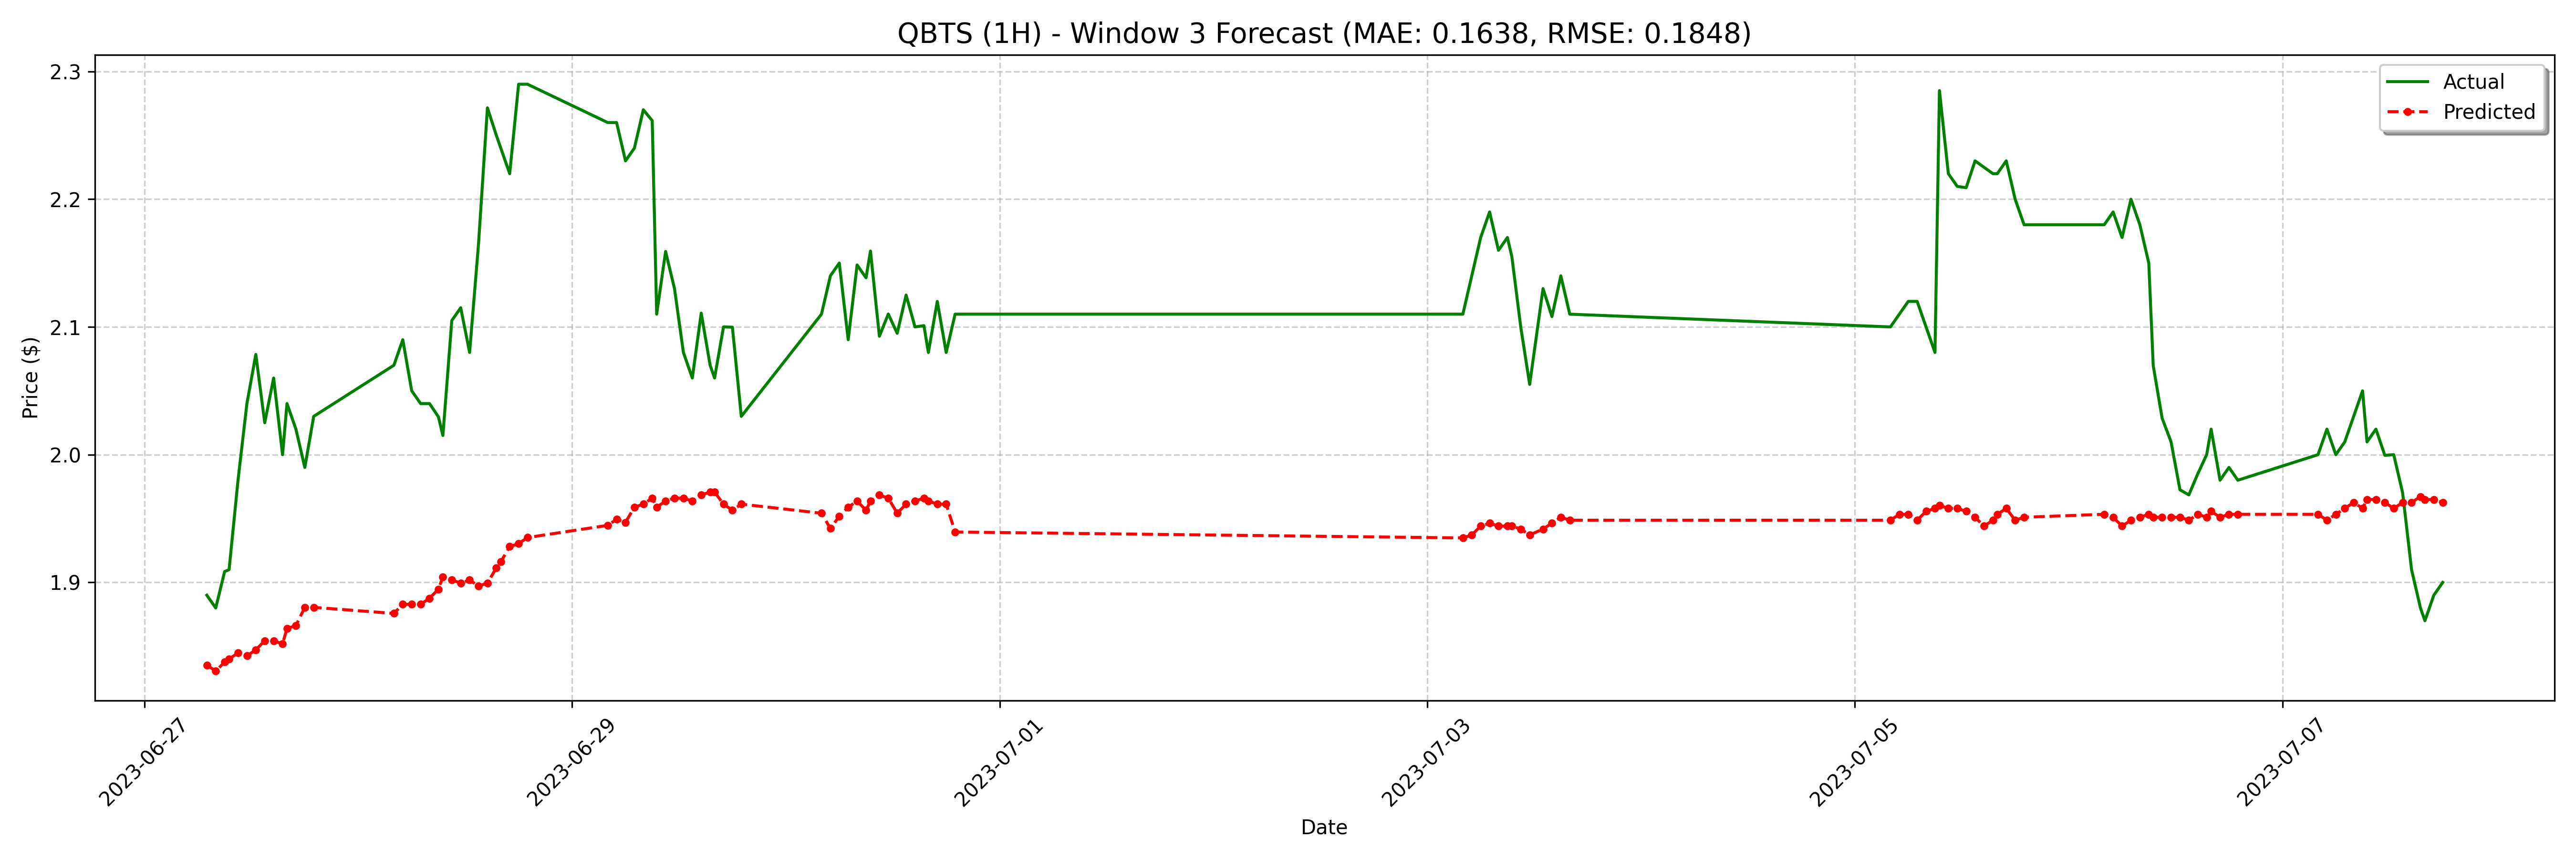 QBTS (1H) - Window 3 Forecast (MAE: 0.1638, RMSE: 0.1848)
Actual
Predicted
Price ($)
2.3
2.2
2.1
2.0
1.9
2023-06-27
2023-06-29
2023-07-01
2023-07-03
2023-07-05
2023-07-07
Date